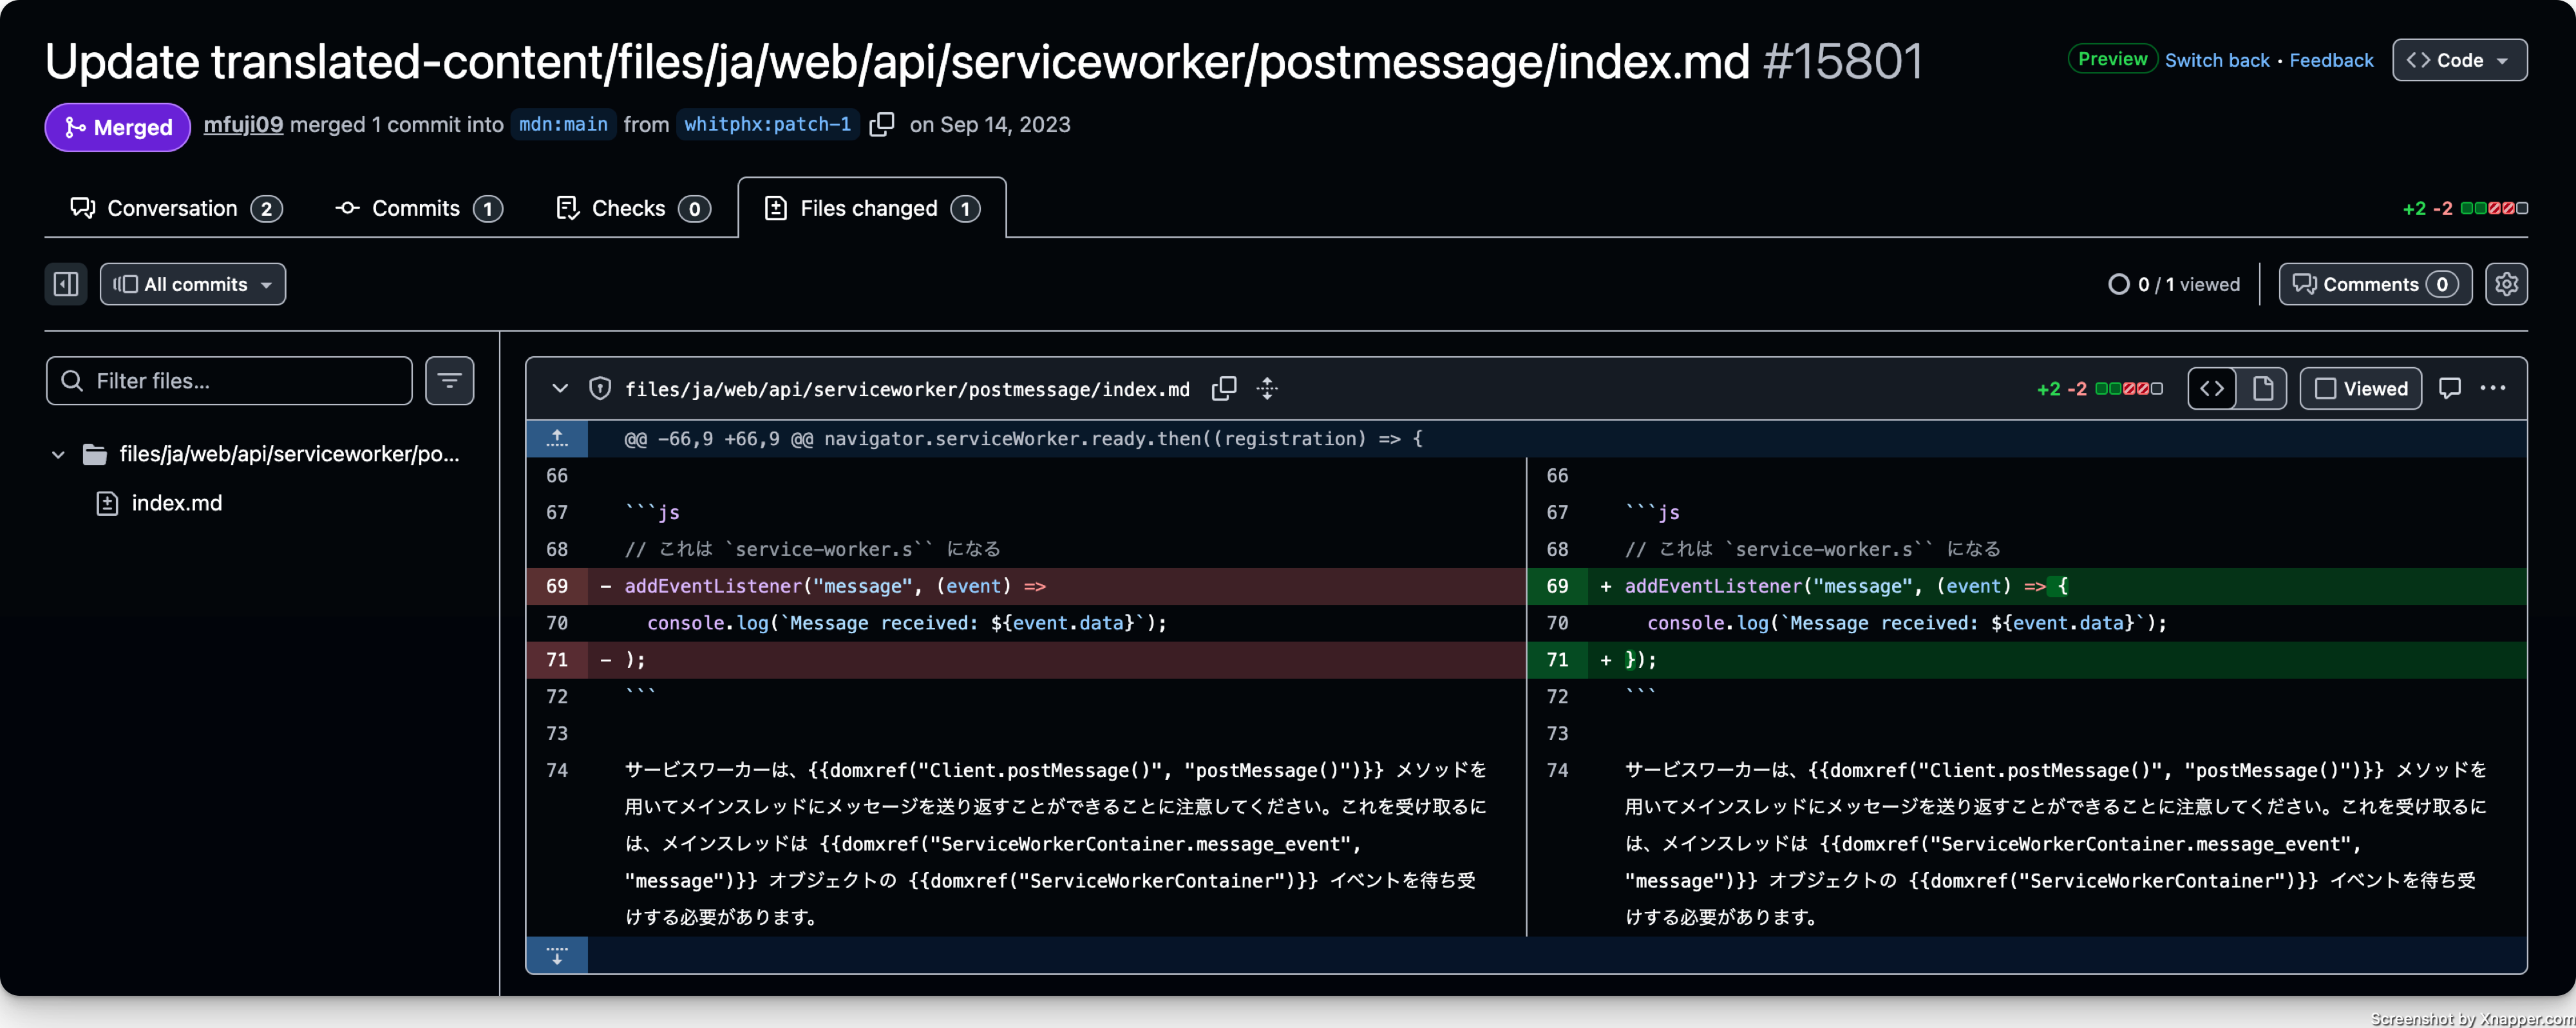 Update translated-content/files/ja/web/api/serviceworker/postmessage/index.md #15801
Preview Switch back • Feedback <> Code
Merged mfuji09 merged 1 commit into mdn:main from whitphx:patch-1 on Sep 14, 2023
Conversation 2 Commits 1 Checks 0 Files changed 1 +2 -2
All commits 0 / 1 viewed Comments 0
Filter files...
files/ja/web/api/serviceworker/po...
index.md
files/ja/web/api/serviceworker/postmessage/index.md +2 -2 <> Viewed ...
@@ -66,9 +66,9 @@ navigator.serviceWorker.ready.then((registration) => {
66
67 ```js
68 // これは `service-worker.s`` になる
69 - addEventListener("message", (event) =>
70 console.log(`Message received: ${event.data}`);
71 - );
72 ```
73
74 サービスワーカーは、{{domxref("Client.postMessage()", "postMessage()")}} メソッドを
用いてメインスレッドにメッセージを送り返すことができることに注意してください。これを受け取るに
は、メインスレッドは {{domxref("ServiceWorkerContainer.message_event",
"message")}} オブジェクトの {{domxref("ServiceWorkerContainer")}} イベントを待ち受
けする必要があります。
66
67 ```js
68 // これは `service-worker.s`` になる
69 + addEventListener("message", (event) => {
70 console.log(`Message received: ${event.data}`);
71 + });
72 ```
73
74 サービスワーカーは、{{domxref("Client.postMessage()", "postMessage()")}} メソッドを
用いてメインスレッドにメッセージを送り返すことができることに注意してください。これを受け取るに
は、メインスレッドは {{domxref("ServiceWorkerContainer.message_event",
"message")}} オブジェクトの {{domxref("ServiceWorkerContainer")}} イベントを待ち受
けする必要があります。
Screenshot by Xnapper.com